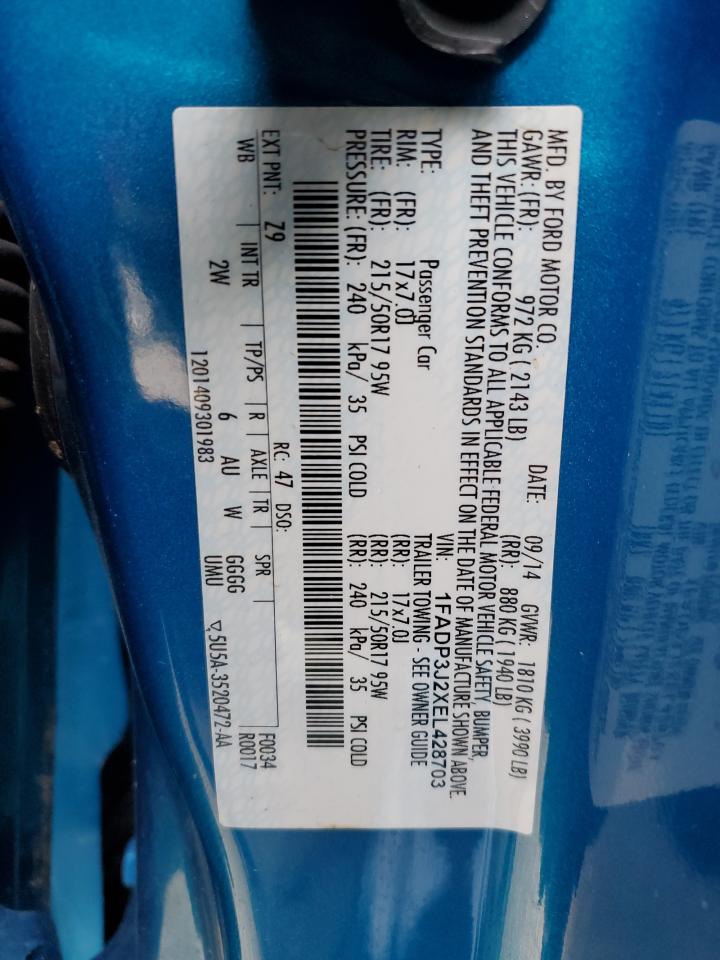 MFD. BY FORD MOTOR CO. DATE: 09/14 GVWR: 1810 KG ( 3990 LB)
GAWR: (FR): 972 KG ( 2143 LB) (RR): 880 KG ( 1940 LB)
THIS VEHICLE CONFORMS TO ALL APPLICABLE FEDERAL MOTOR VEHICLE SAFETY, BUMPER,
AND THEFT PREVENTION STANDARDS IN EFFECT ON THE DATE OF MANUFACTURE SHOWN ABOVE.
VIN: 1FADP3J2XEL428703
TYPE: Passenger Car TRAILER TOWING - SEE OWNER GUIDE
RIM: (FR): 17x7.0J (RR): 17x7.0J
TIRE: (FR): 215/50R17 95W (RR): 215/50R17 95W
PRESSURE: (FR): 240 kPa/ 35 PSI COLD (RR): 240 kPa/ 35 PSI COLD
EXT PNT: Z9 RC: 47 DSO: F0034
WB INT TR TP/PS R AXLE TR SPR R0017
2W 6 AU W GGGG
UMU
1201409301983 ▽5U5A-3520472-AA